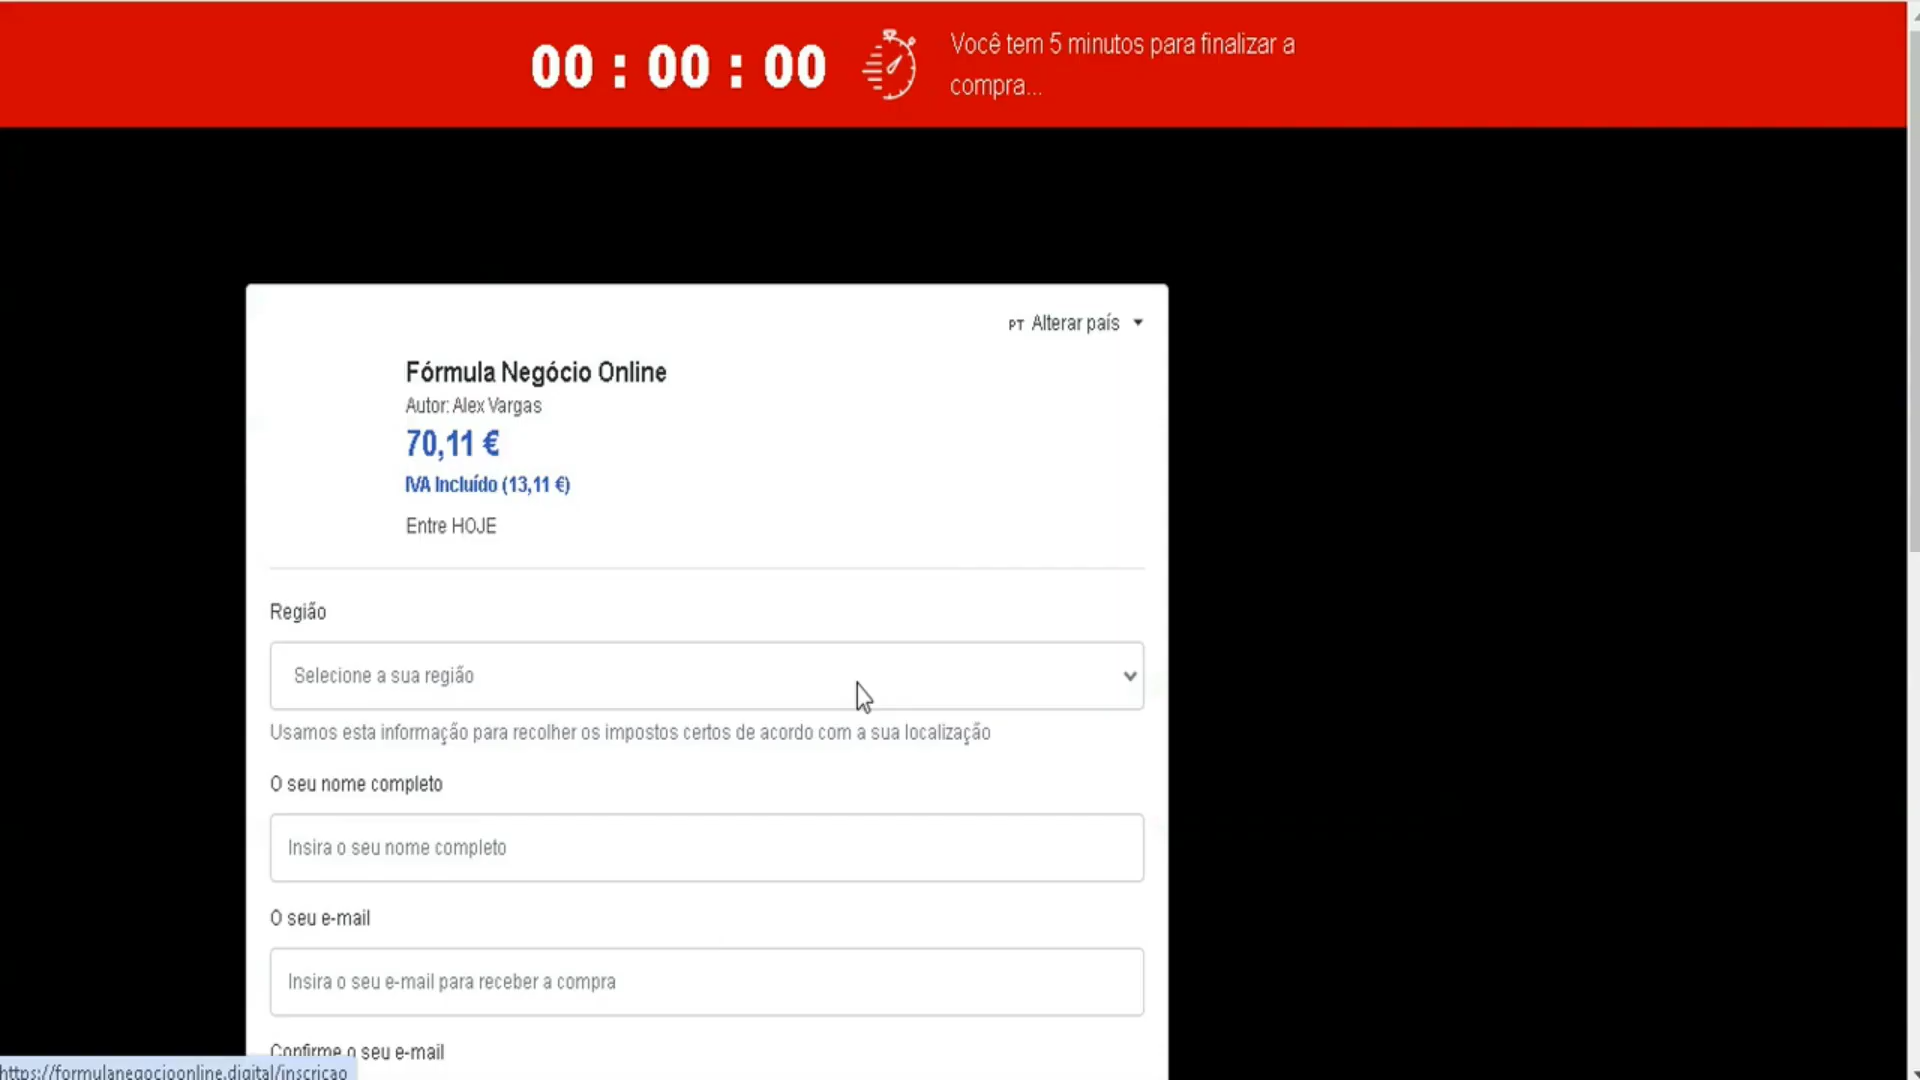 00 : 00 : 00
Você tem 5 minutos para finalizar a
compra...
PT Alterar país
Fórmula Negócio Online
Autor: Alex Vargas
70,11 €
IVA Incluído (13,11 €)
Entre HOJE
Região
Selecione a sua região
Usamos esta informação para recolher os impostos certos de acordo com a sua localização
O seu nome completo
Insira o seu nome completo
O seu e-mail
Insira o seu e-mail para receber a compra
Confirme o seu e-mail
https://formulanegocioonline.digital/inscricao